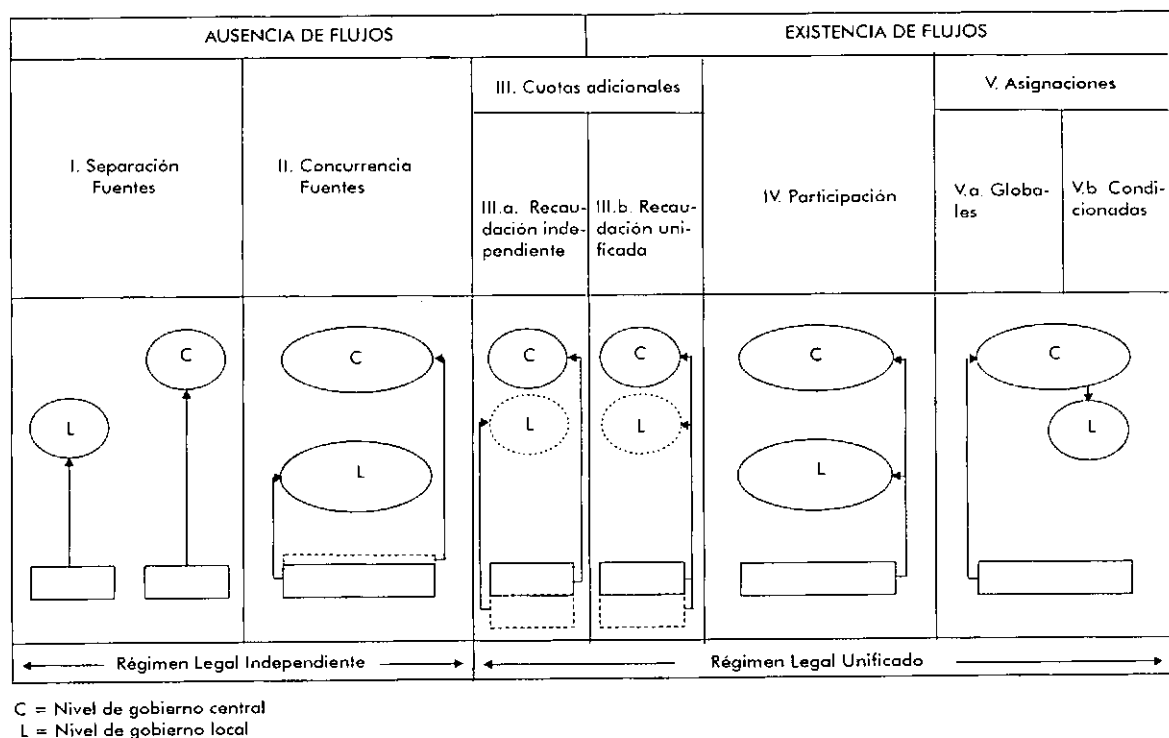 AUSENCIA DE FLUJOS
EXISTENCIA DE FLUJOS
I. Separación
Fuentes
II. Concurrencia
Fuentes
III. Cuotas adicionales
III.a. Recau-
dación inde-
pendiente
III.b. Recau-
dación uni-
ficada
IV. Participación
V. Asignaciones
V.a. Globa-
les
V.b Condi-
cionadas
C
L
C
L
C
L
C
L
C
L
C
L
Régimen Legal Independiente
Régimen Legal Unificado
C = Nivel de gobierno central
L = Nivel de gobierno local